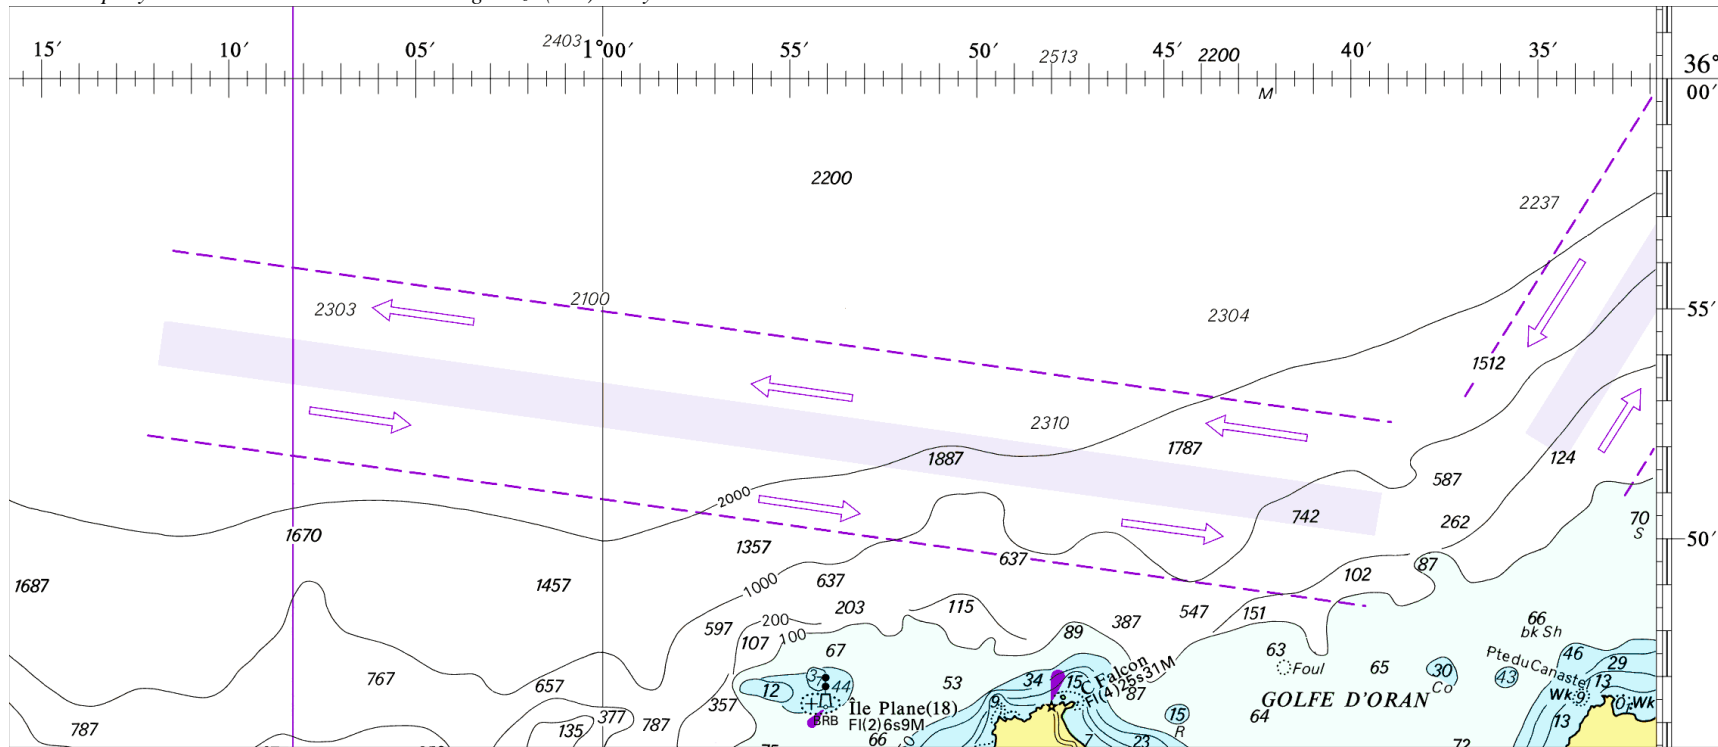 15′ 10′ 05′ 2403 1°00′ 55′ 50′ 2513 45′ 2200 40′ 35′ 36°
M 00′
2200
2237
2303 2100 2304 55′
1512
2310
1887 1787 124
587
2000
742 262 70
S
1670 1357 637 50′
1687 1457 1000 637 102 87
203 115 547 151
597 200 387 66
bk Sh
107 100 67 89 63
767 657 3 44 53 34 15 C Falcon
Fl(4)25s31M
87 Foul 65 30
Co
Pte du Canastel
43 46 29
12 357 9 13
Île Plane(18) GOLFE D'ORAN Wk 9 Wk
BRB Fl(2)6s9M
787 135 377 787 66 7 23 15
R
64 13